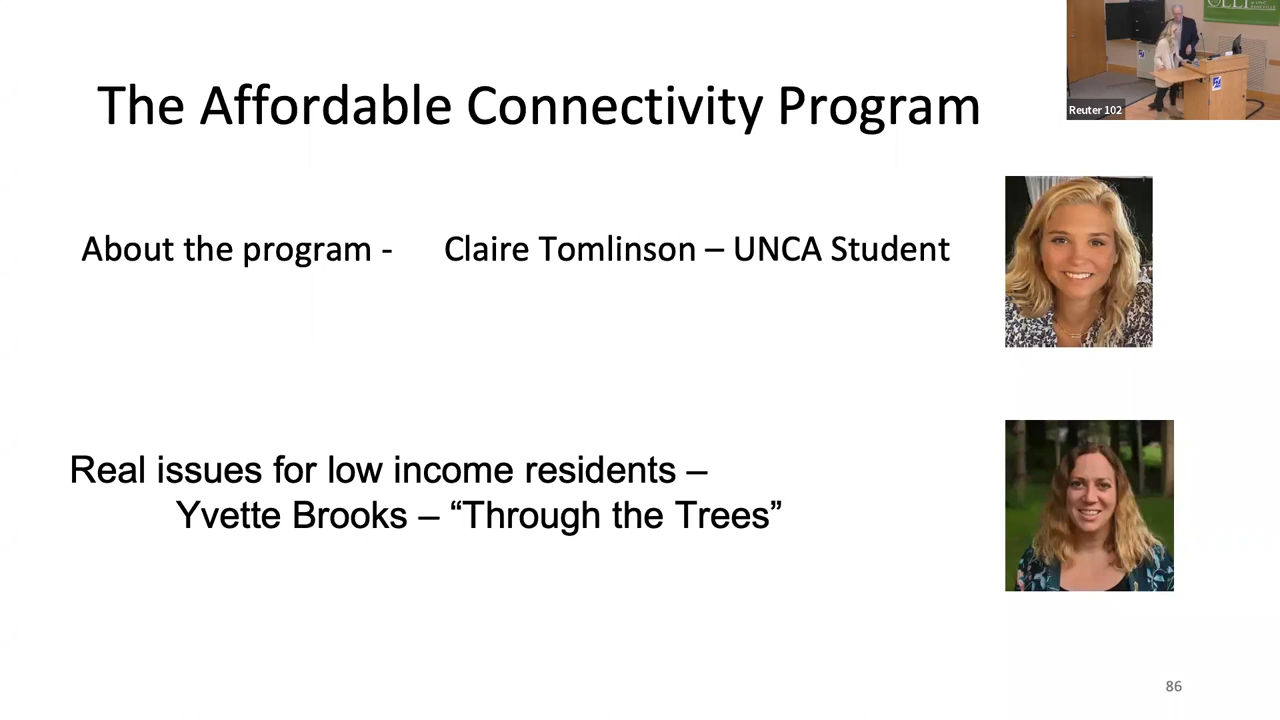 The Affordable Connectivity Program
Reuter 102
About the program - Claire Tomlinson – UNCA Student
Real issues for low income residents –
Yvette Brooks – “Through the Trees”
86